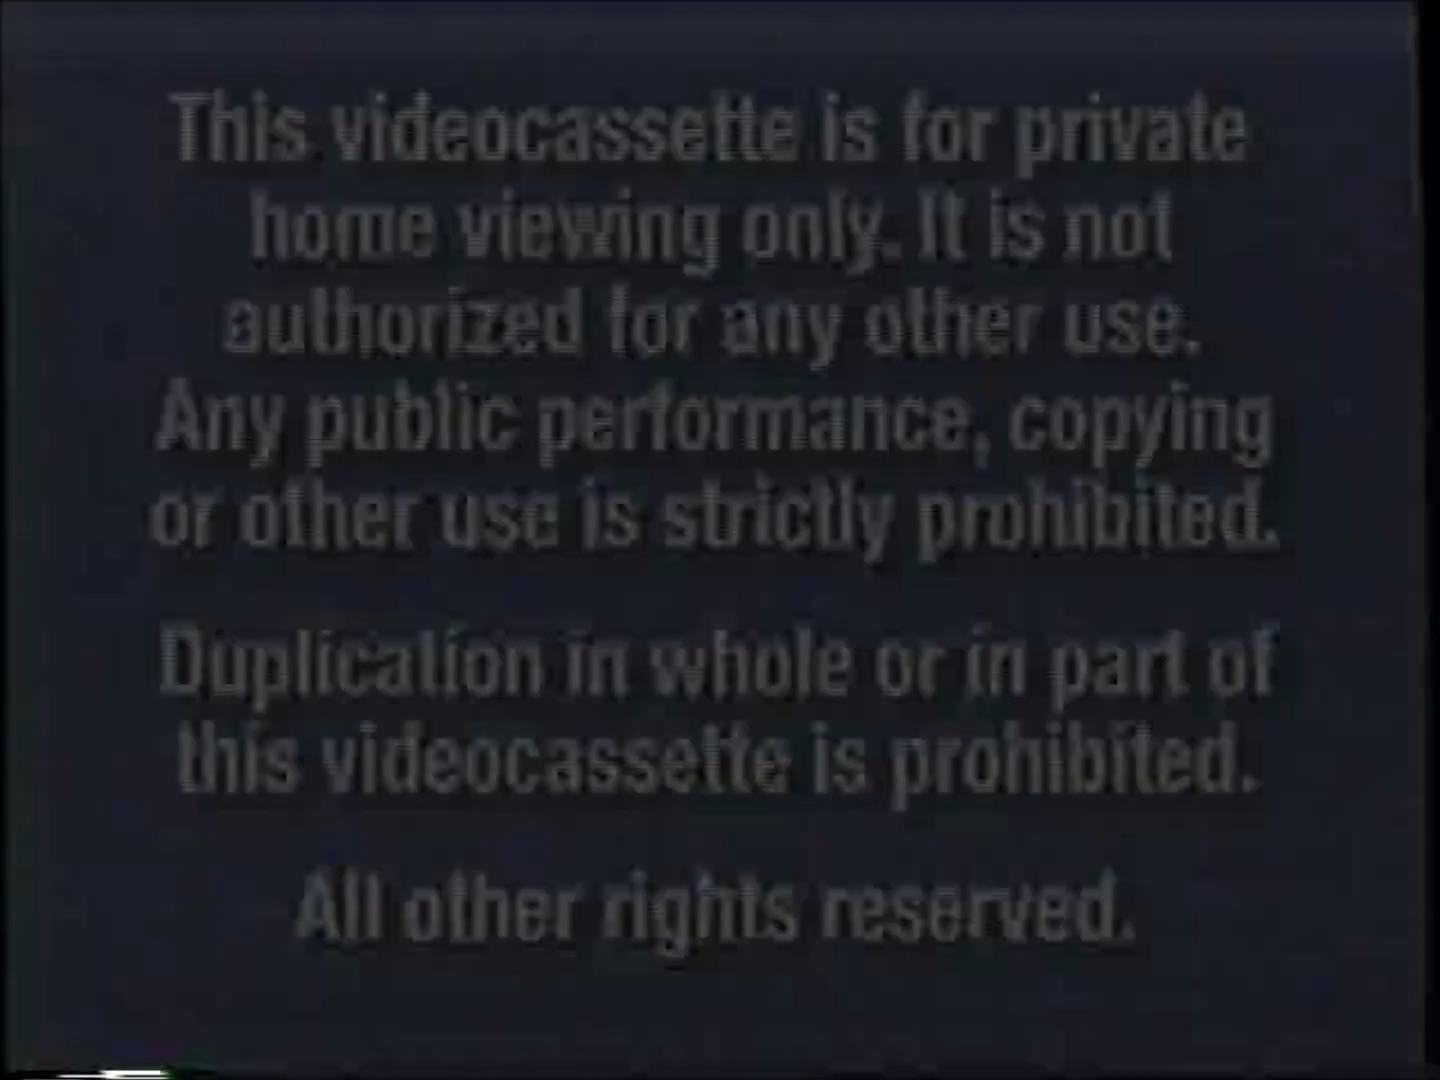 This videocassette is for private
home viewing only. It is not
authorized for any other use.
Any public performance, copying
or other use is strictly prohibited.
Duplication in whole or in part of
this videocassette is prohibited.
All other rights reserved.